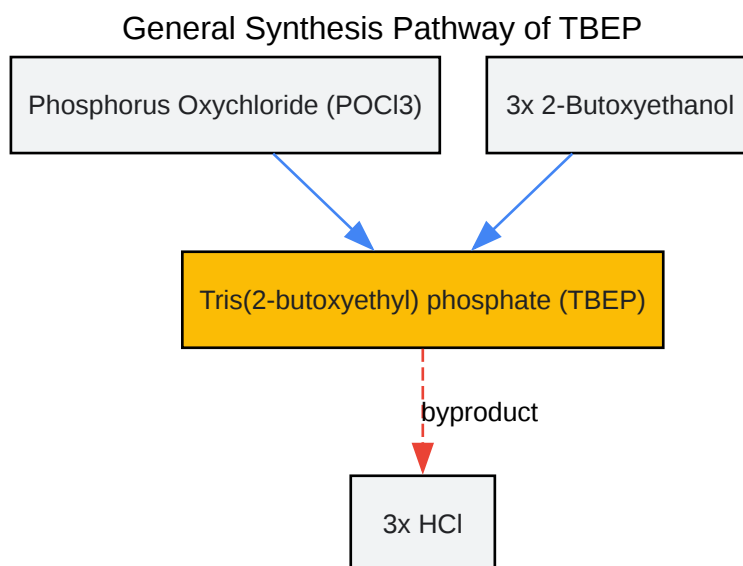 General Synthesis Pathway of TBEP
Phosphorus Oxychloride (POCl3)
3x 2-Butoxyethanol
Tris(2-butoxyethyl) phosphate (TBEP)
byproduct
3x HCl